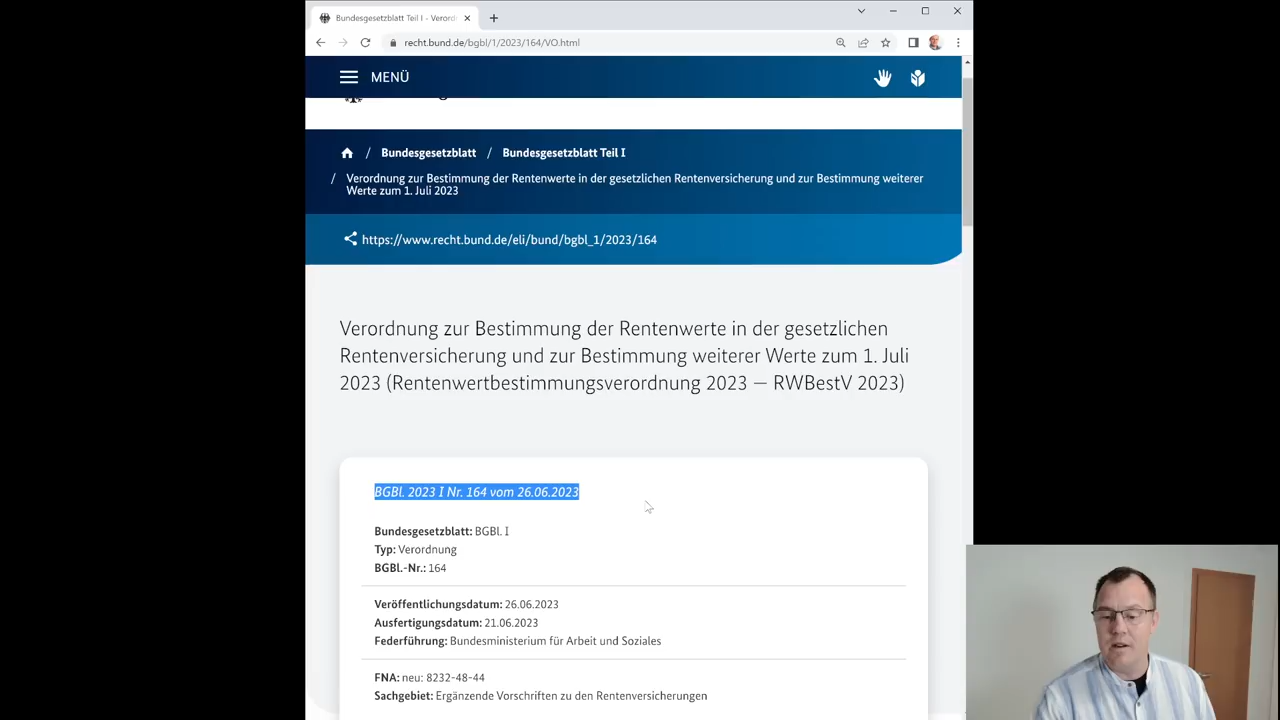 Bundesgesetzblatt Teil I - Verord
recht.bund.de/bgbl/1/2023/164/VO.html
MENÜ
/ Bundesgesetzblatt / Bundesgesetzblatt Teil I
/ Verordnung zur Bestimmung der Rentenwerte in der gesetzlichen Rentenversicherung und zur Bestimmung weiterer
Werte zum 1. Juli 2023
https://www.recht.bund.de/eli/bund/bgbl_1/2023/164
Verordnung zur Bestimmung der Rentenwerte in der gesetzlichen
Rentenversicherung und zur Bestimmung weiterer Werte zum 1. Juli
2023 (Rentenwertbestimmungsverordnung 2023 — RWBestV 2023)
BGBl. 2023 I Nr. 164 vom 26.06.2023
Bundesgesetzblatt: BGBl. I
Typ: Verordnung
BGBl.-Nr.: 164
Veröffentlichungsdatum: 26.06.2023
Ausfertigungsdatum: 21.06.2023
Federführung: Bundesministerium für Arbeit und Soziales
FNA: neu: 8232-48-44
Sachgebiet: Ergänzende Vorschriften zu den Rentenversicherungen